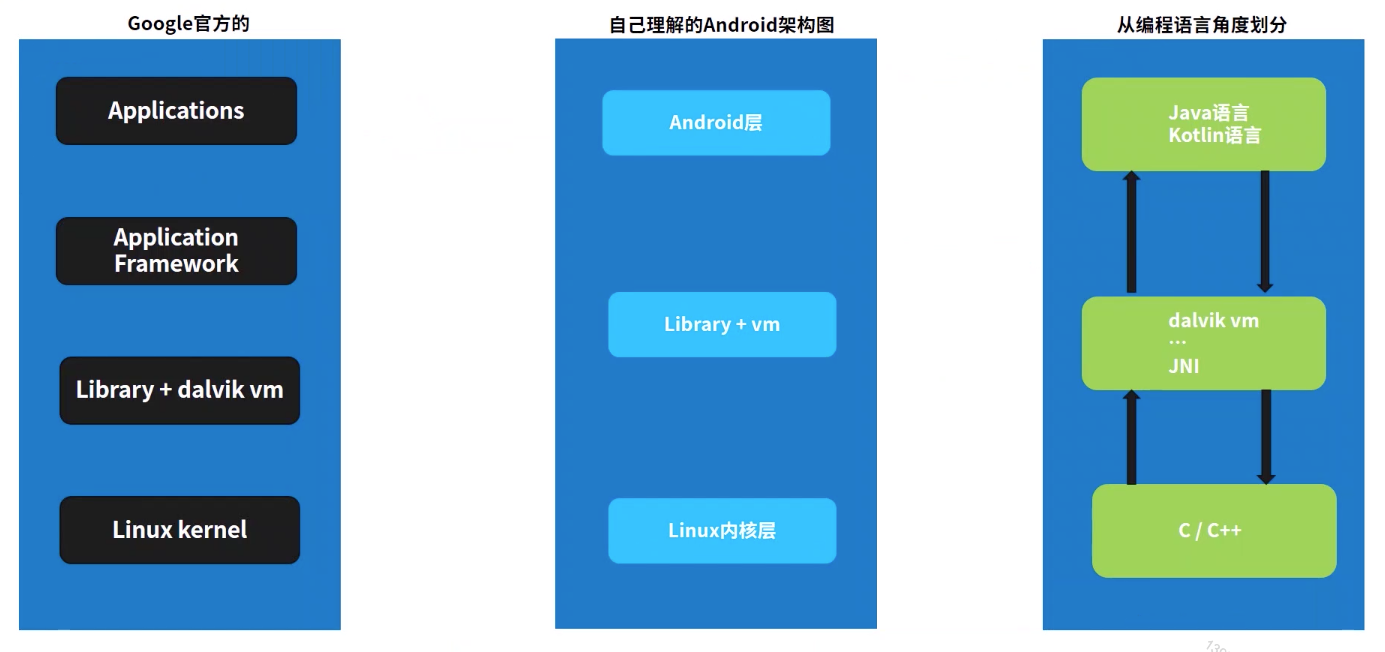 Google官方的
Applications
Application
Framework
Library + dalvik vm
Linux kernel
自己理解的Android架构图
Android层
Library + vm
Linux内核层
从编程语言角度划分
Java语言
Kotlin语言
dalvik vm
...
JNI
C / C++